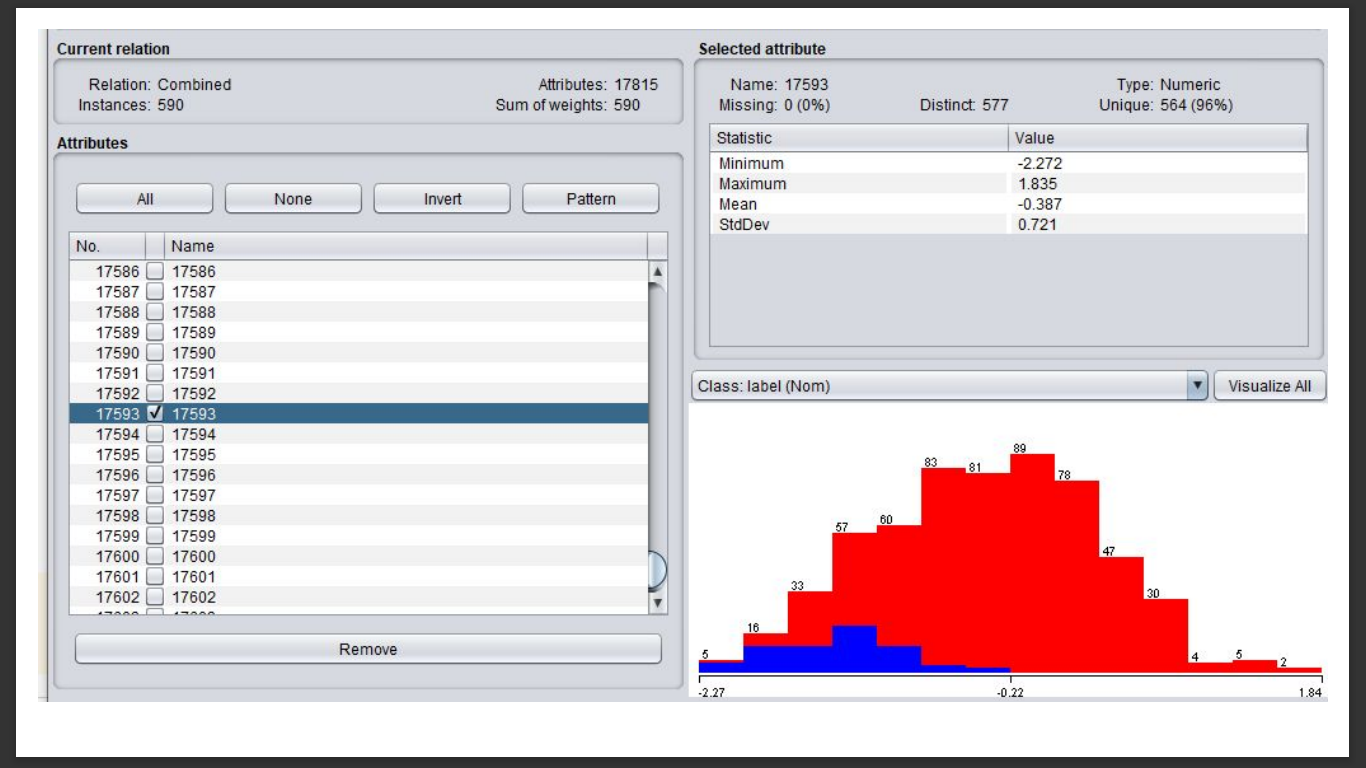 Current relation
Relation: Combined
Attributes: 17815
Instances: 590
Sum of weights: 590
Attributes
All
None
Invert
Pattern
No.
Name
17586 17586
17587 17587
17588 17588
17589 17589
17590 17590
17591 17591
17592 17592
17593 17593
17594 17594
17595 17595
17596 17596
17597 17597
17598 17598
17599 17599
17600 17600
17601 17601
17602 17602
Remove
Selected attribute
Name: 17593
Type: Numeric
Missing: 0 (0%)
Distinct: 577
Unique: 564 (96%)
Statistic
Value
Minimum -2.272
Maximum 1.835
Mean -0.387
StdDev 0.721
Class: label (Nom)
Visualize All
5
16
33
57
60
83
81
89
78
47
30
4
5
2
-2.27
-0.22
1.84